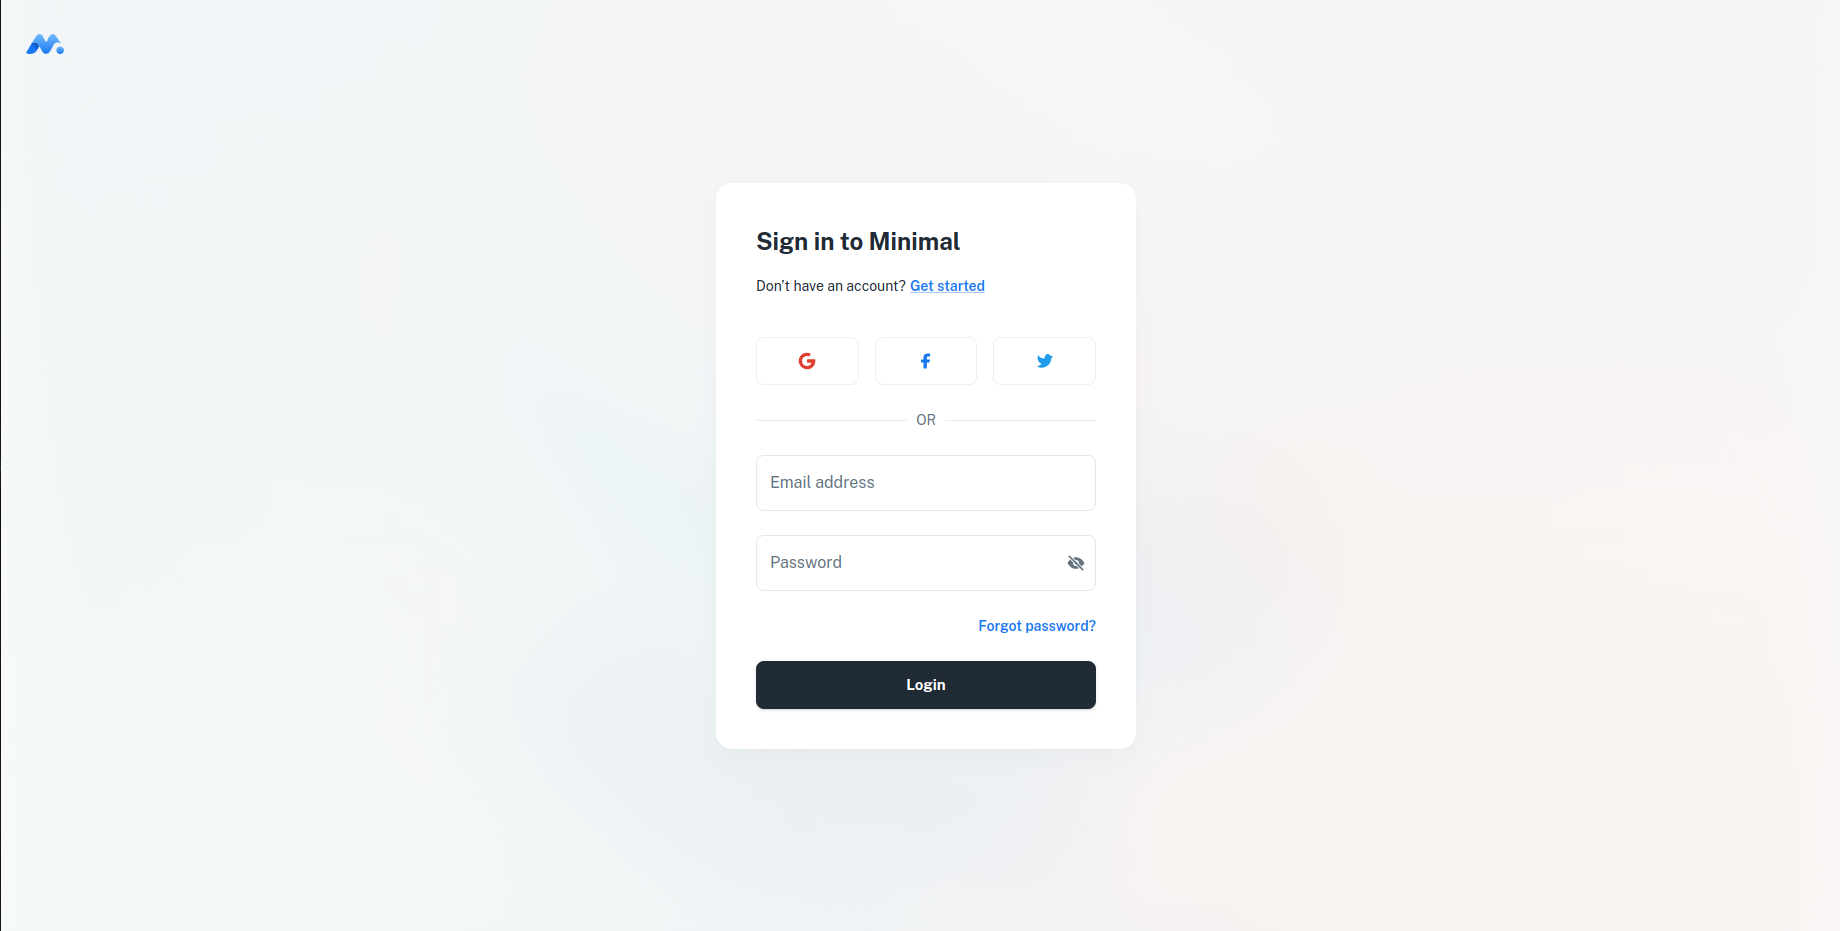 Sign in to Minimal
Don't have an account? Get started
OR
Email address
Password
Forgot password?
Login